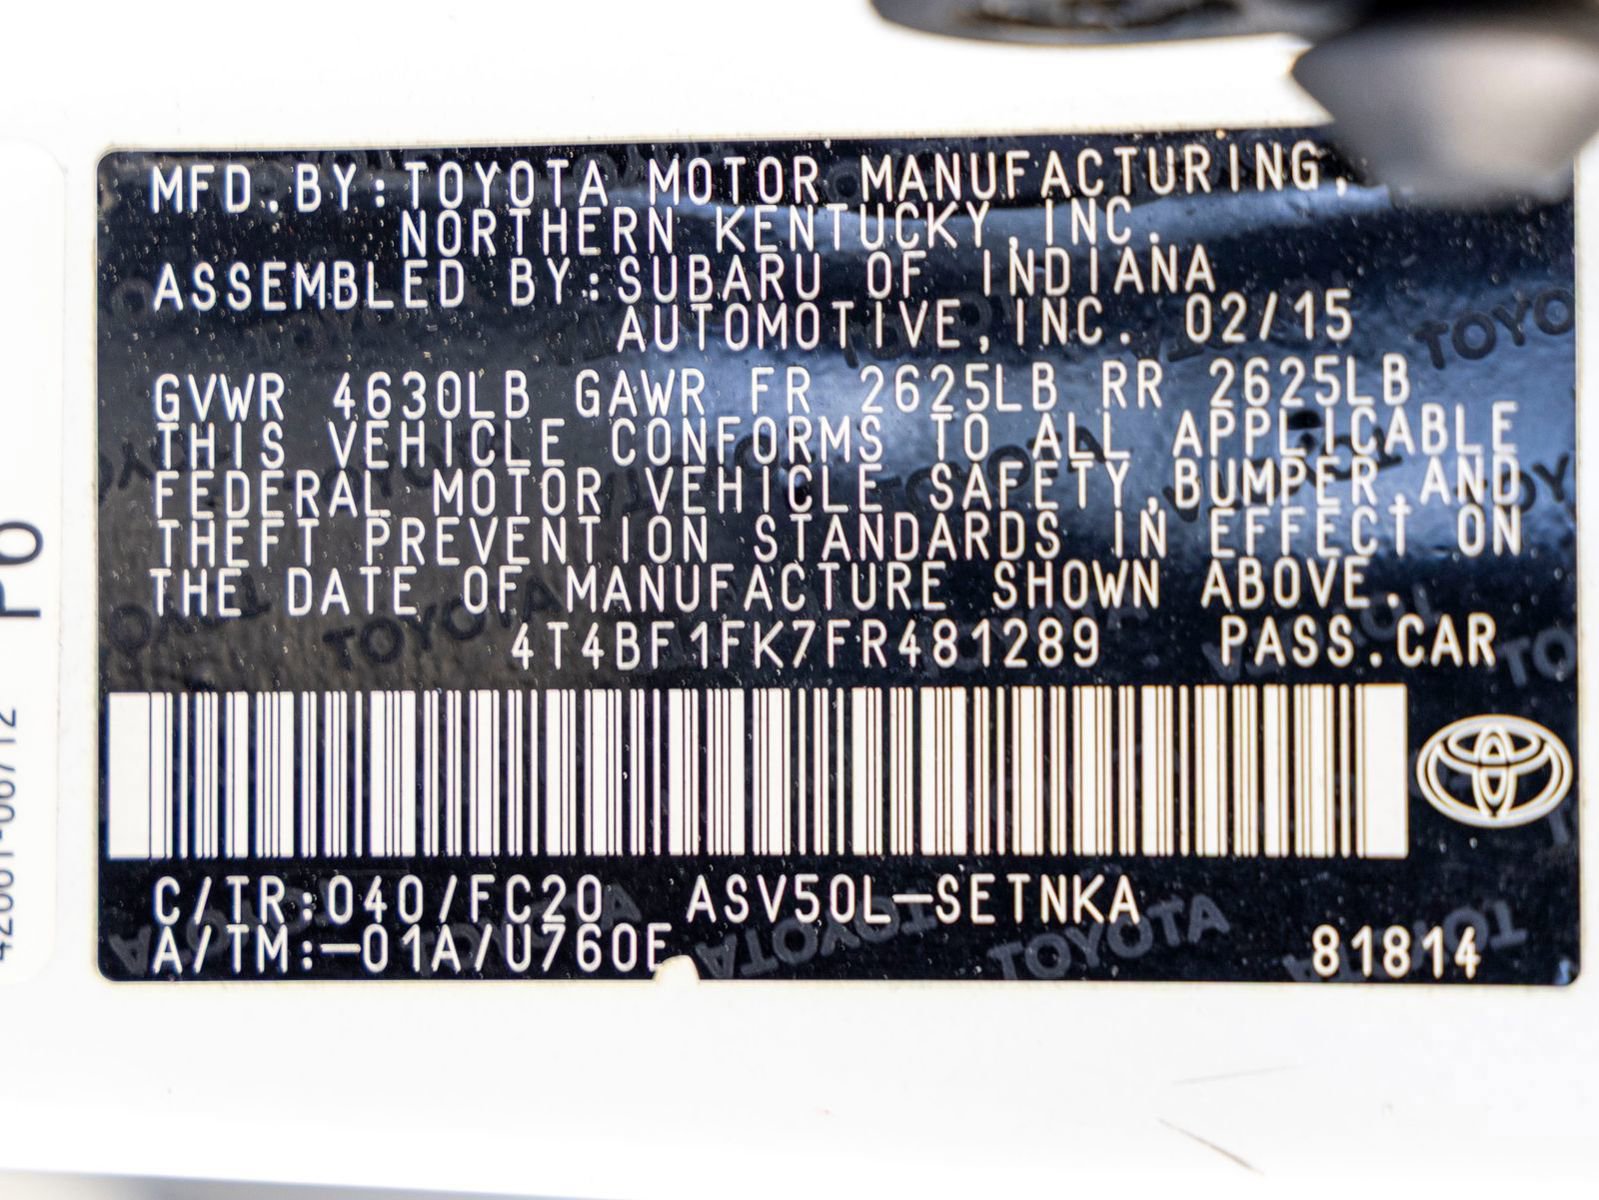 MFD.BY:TOYOTA MOTOR MANUFACTURING,
NORTHERN KENTUCKY,INC.
ASSEMBLED BY:SUBARU OF INDIANA
AUTOMOTIVE,INC. 02/15
GVWR 4630LB GAWR FR 2625LB RR 2625LB
THIS VEHICLE CONFORMS TO ALL APPLICABLE
FEDERAL MOTOR VEHICLE SAFETY,BUMPER,AND
THEFT PREVENTION STANDARDS IN EFFECT ON
THE DATE OF MANUFACTURE SHOWN ABOVE.
4T4BF1FK7FR481289 PASS.CAR
C/TR:040/FC20 ASV50L-SETNKA
A/TM:-01A/U760E
81814